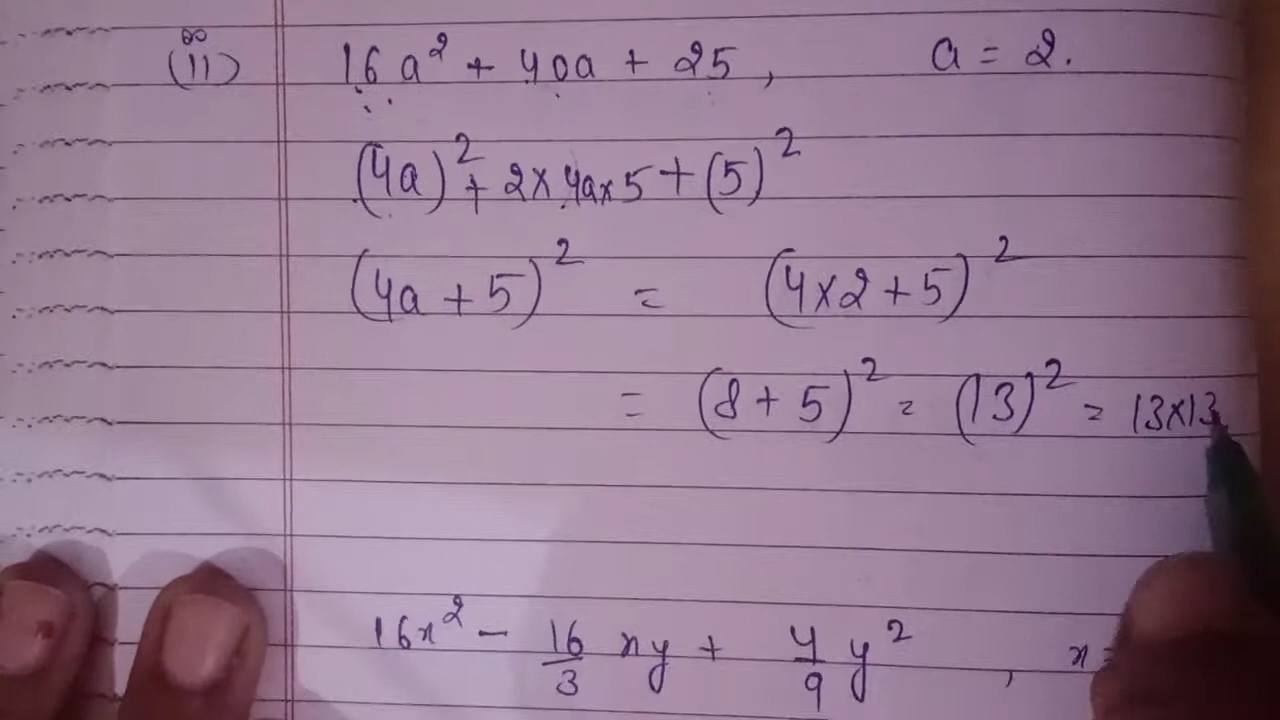 (11) 16a² + 40a + 25, a = 2.
(4a)² + 2×4a×5 + (5)²
(4a + 5)² = (4×2 + 5)²
= (8 + 5)² = (13)² = 13×13
16x² - 16/3 xy + 4/9 y², x =